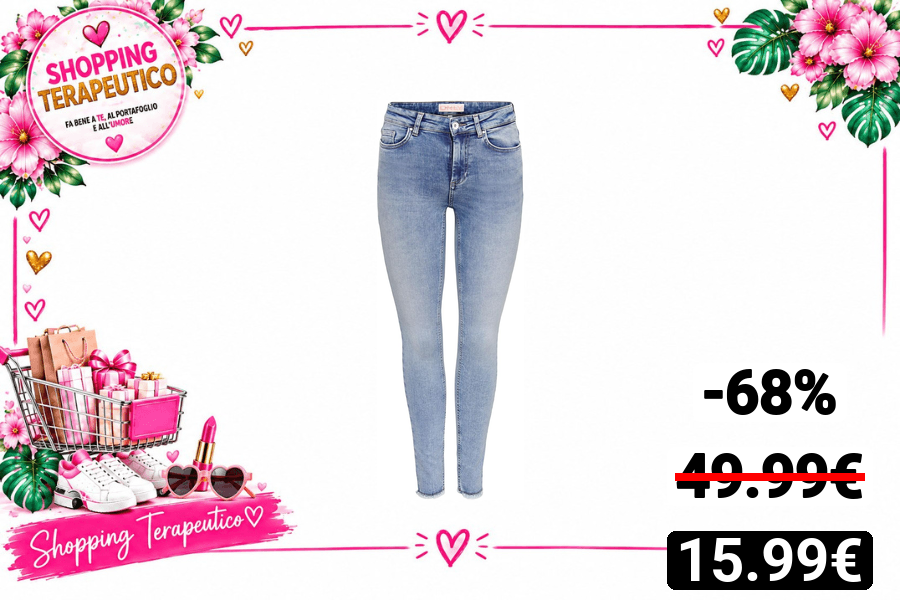 SHOPPING
TERAPEUTICO
FA BENE A TE, AL PORTAFOGLIO
E ALL'UMORE
-68%
49.99€
15.99€
Shopping Terapeutico